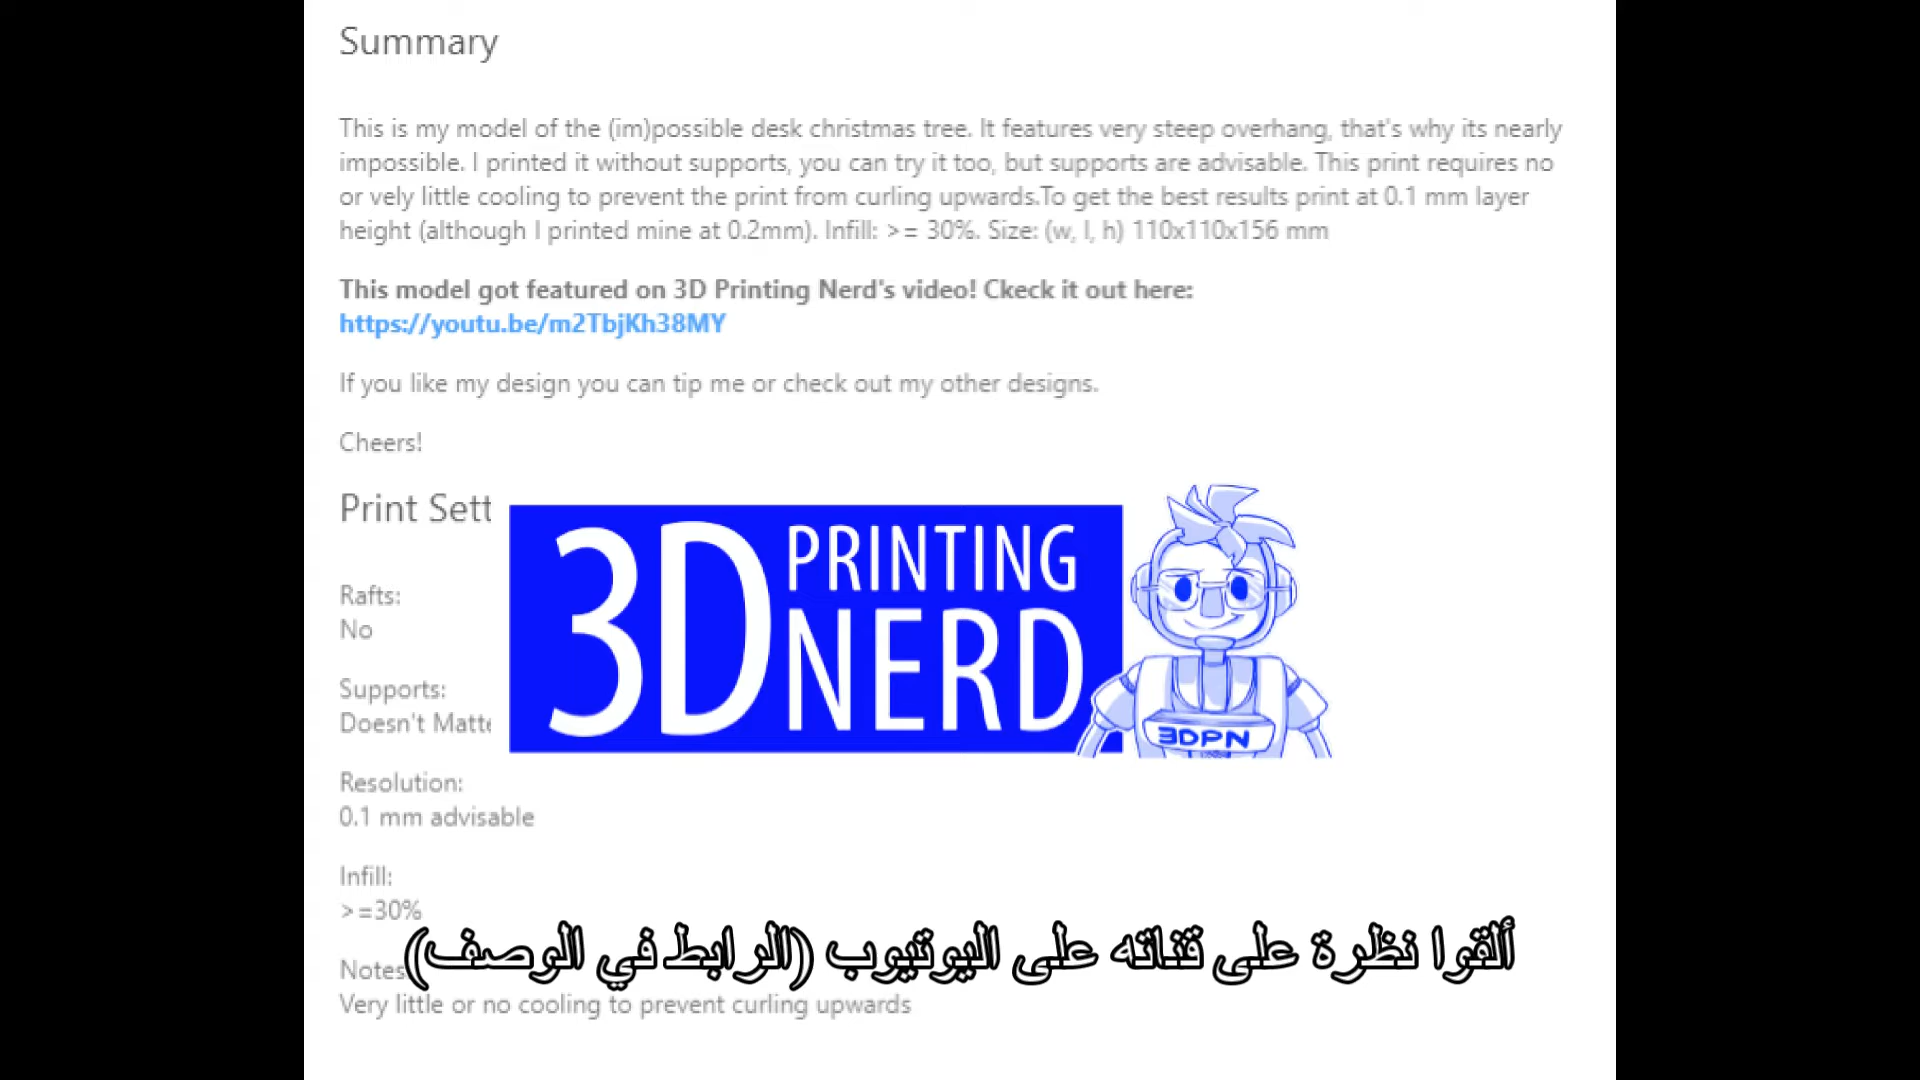 Summary
This is my model of the (im)possible desk christmas tree. It features very steep overhang, that's why its nearly
impossible. I printed it without supports, you can try it too, but supports are advisable. This print requires no
or vely little cooling to prevent the print from curling upwards.To get the best results print at 0.1 mm layer
height (although I printed mine at 0.2mm). Infill: >= 30%. Size: (w, l, h) 110x110x156 mm
This model got featured on 3D Printing Nerd's video! Ckeck it out here:
https://youtu.be/m2TbjKh38MY
If you like my design you can tip me or check out my other designs.
Cheers!
Print Sett
3D PRINTING
NERD
3DPN
Rafts:
No
Supports:
Doesn't Matte
Resolution:
0.1 mm advisable
Infill:
>=30%
ألقوا نظرة على قناته على اليوتيوب (الرابط في الوصف)
Notes
Very little or no cooling to prevent curling upwards